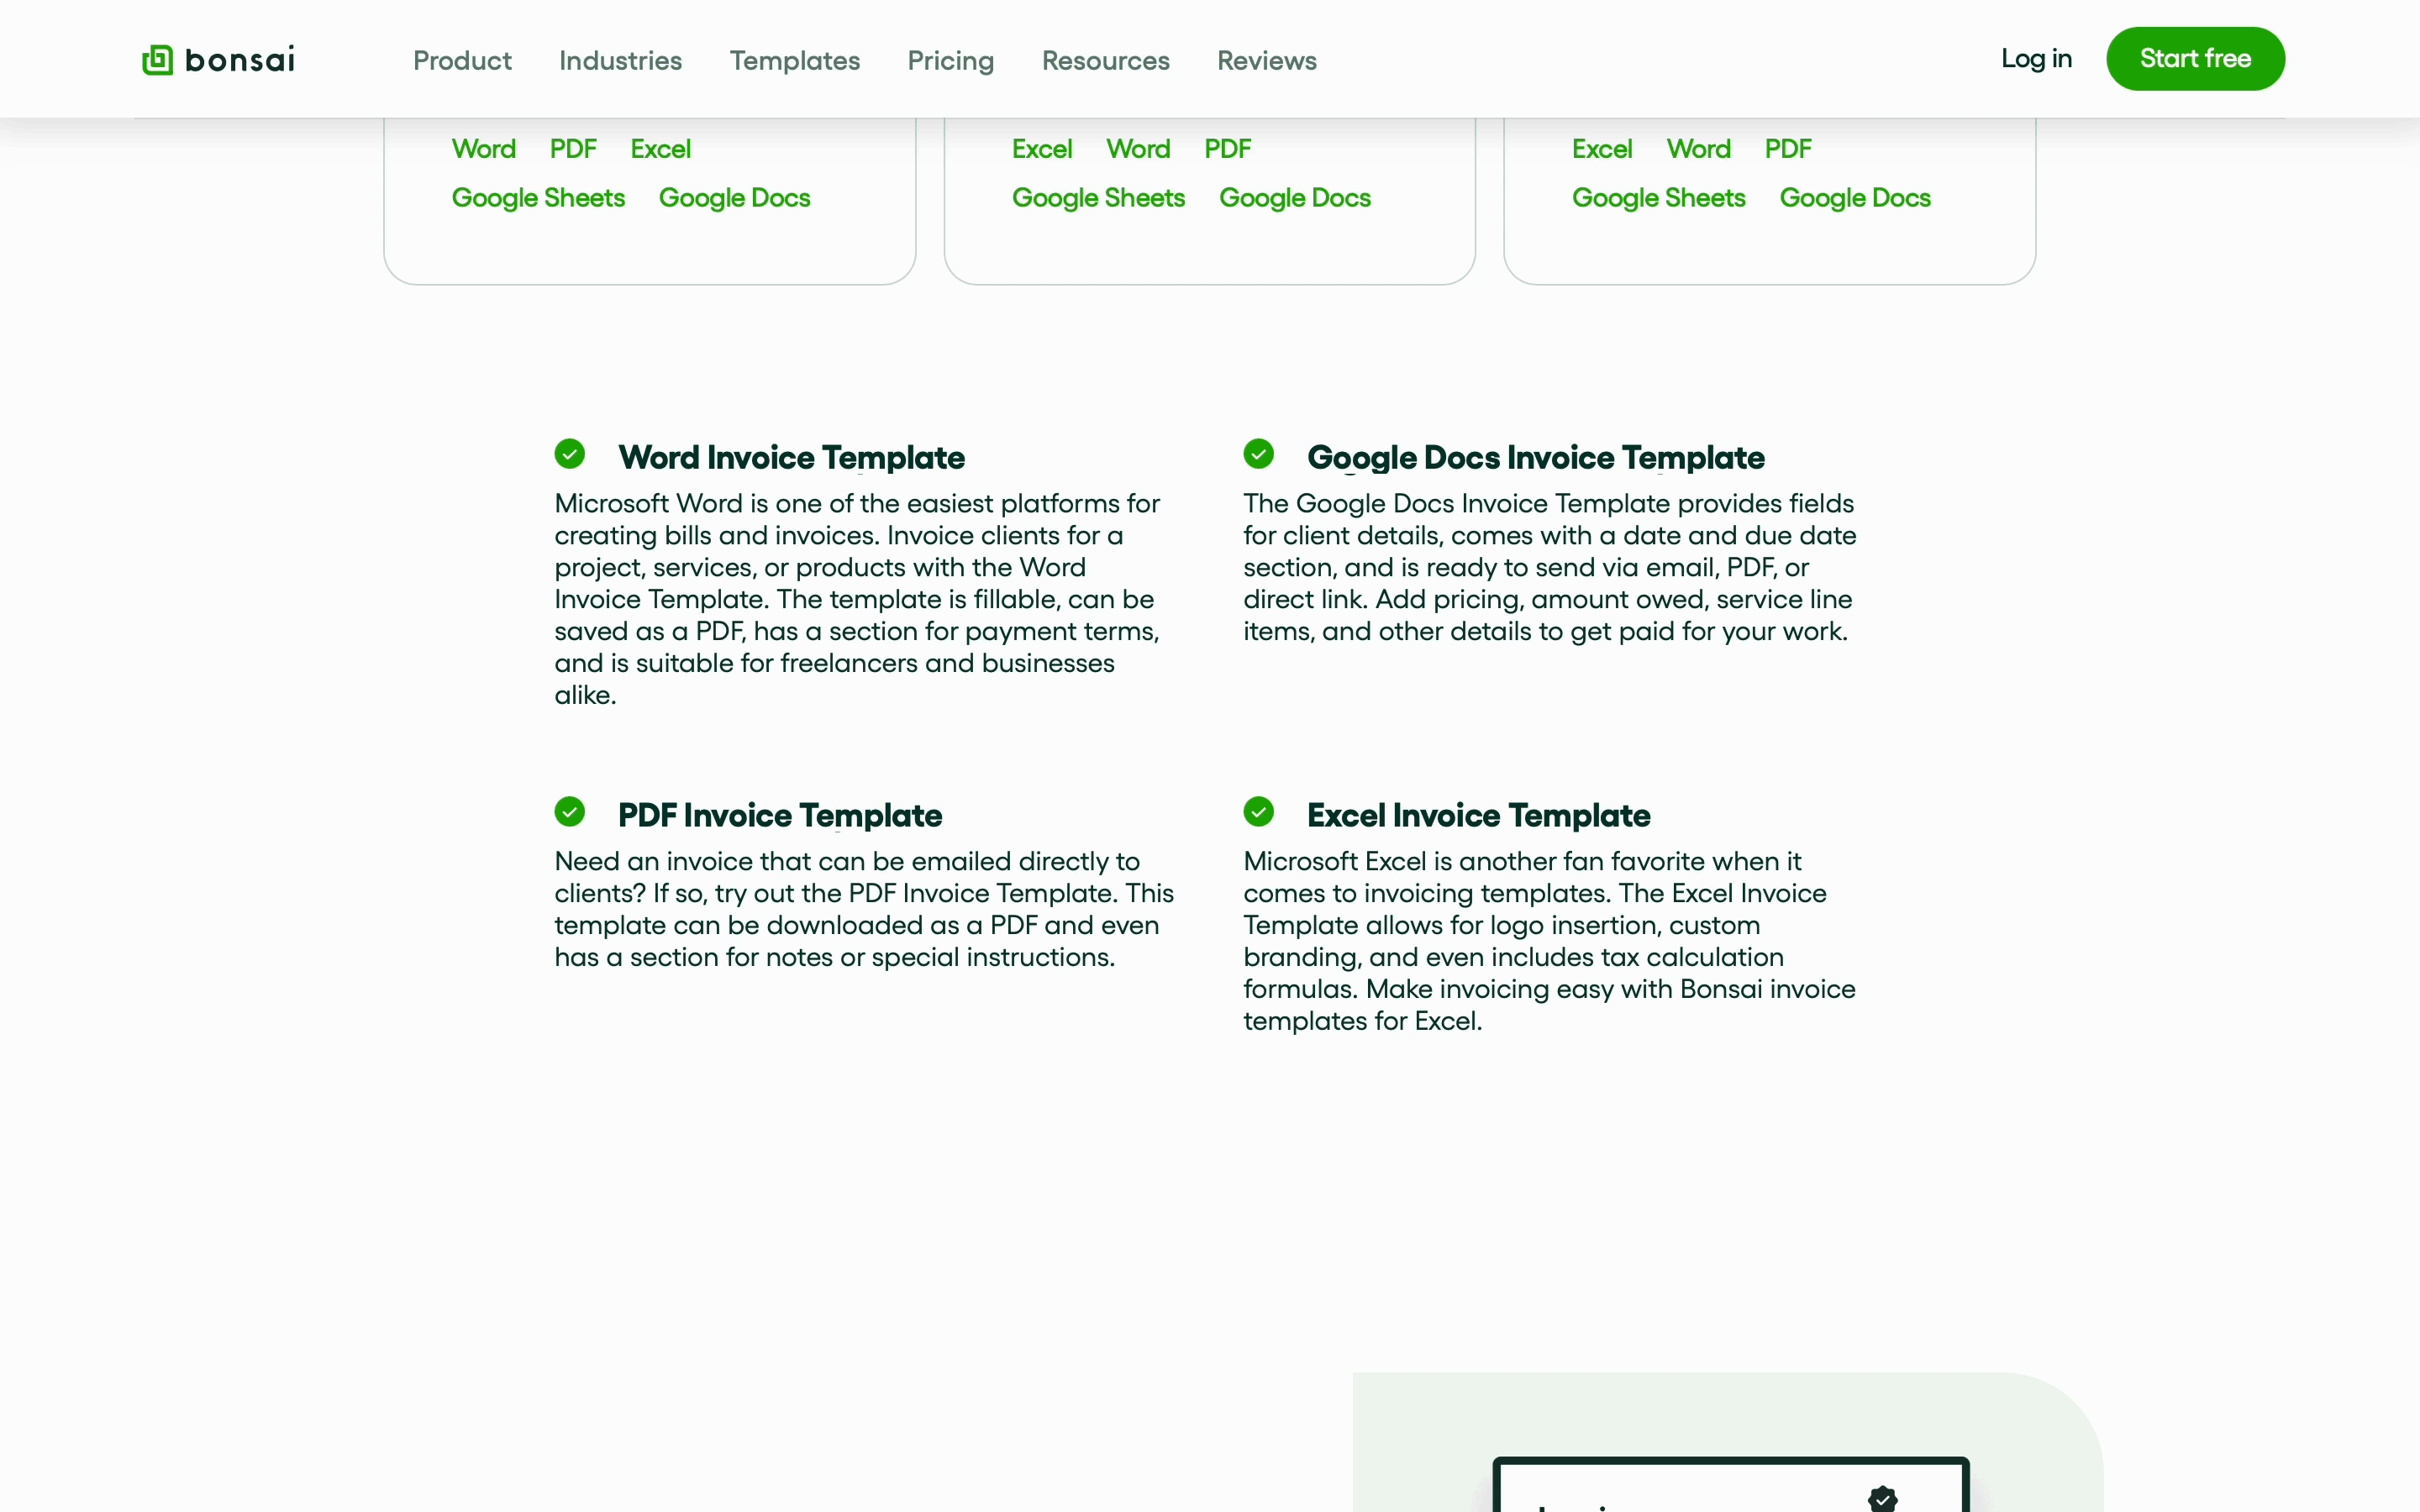 bonsai
Product Industries Templates Pricing Resources Reviews
Log in Start free
Word PDF Excel
Google Sheets Google Docs
Excel Word PDF
Google Sheets Google Docs
Excel Word PDF
Google Sheets Google Docs
Word Invoice Template
Microsoft Word is one of the easiest platforms for
creating bills and invoices. Invoice clients for a
project, services, or products with the Word
Invoice Template. The template is fillable, can be
saved as a PDF, has a section for payment terms,
and is suitable for freelancers and businesses
alike.
Google Docs Invoice Template
The Google Docs Invoice Template provides fields
for client details, comes with a date and due date
section, and is ready to send via email, PDF, or
direct link. Add pricing, amount owed, service line
items, and other details to get paid for your work.
PDF Invoice Template
Need an invoice that can be emailed directly to
clients? If so, try out the PDF Invoice Template. This
template can be downloaded as a PDF and even
has a section for notes or special instructions.
Excel Invoice Template
Microsoft Excel is another fan favorite when it
comes to invoicing templates. The Excel Invoice
Template allows for logo insertion, custom
branding, and even includes tax calculation
formulas. Make invoicing easy with Bonsai invoice
templates for Excel.